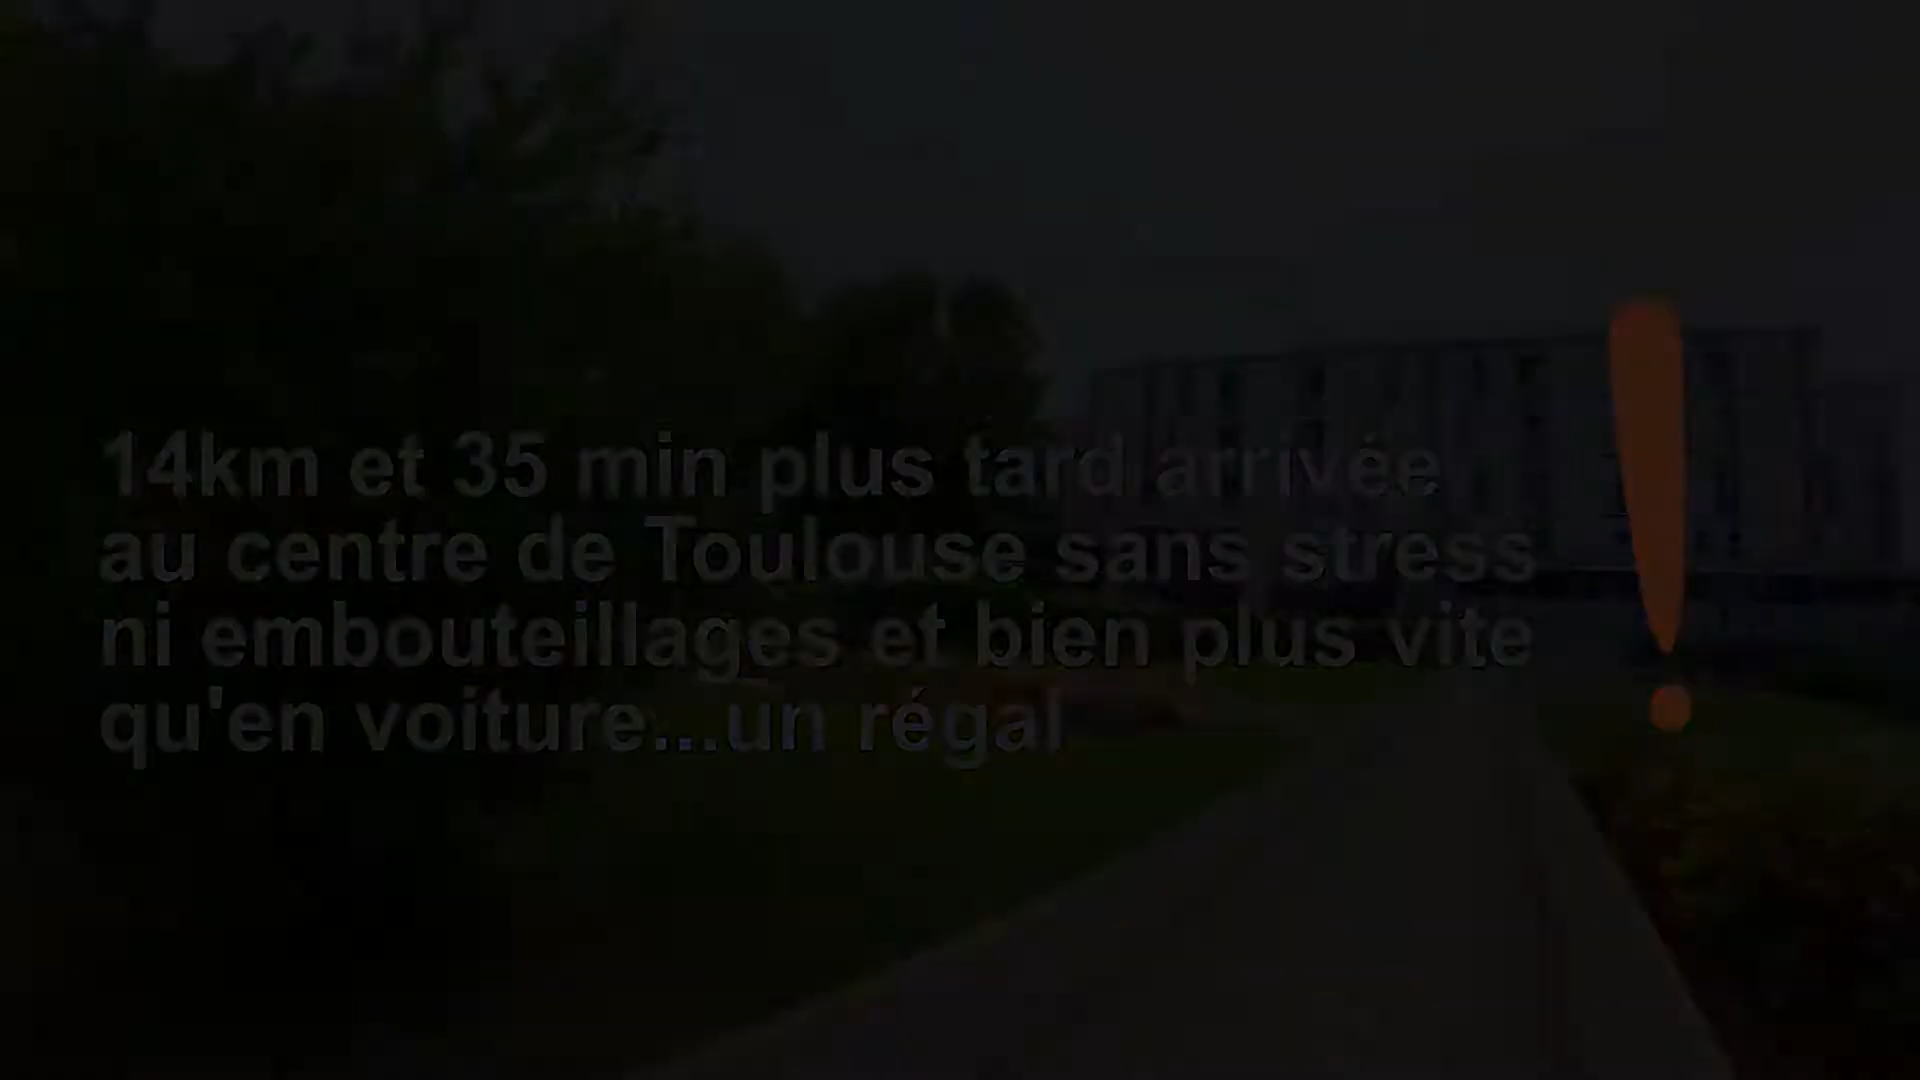 14km et 35 min plus tard arrivée
au centre de Toulouse sans stress
ni embouteillages et bien plus vite
qu'en voiture...un régal
!